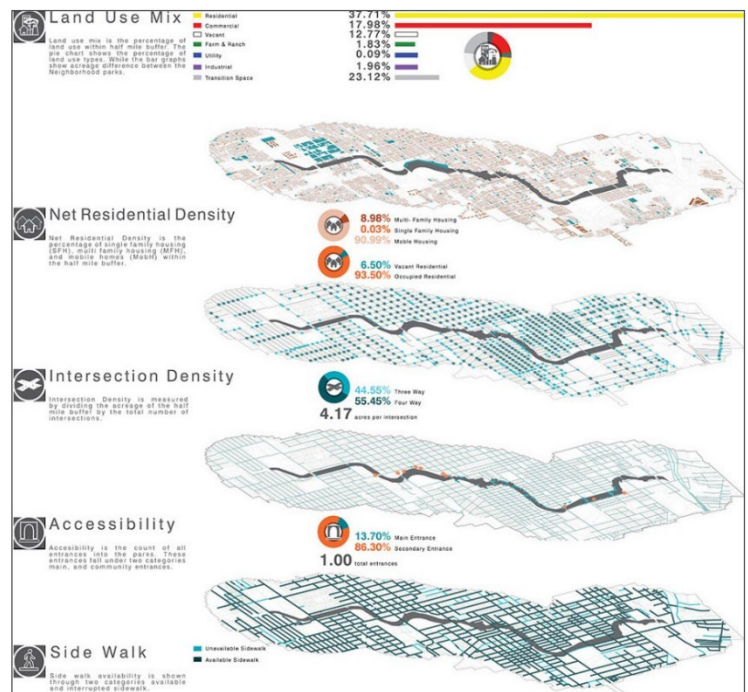 Land Use Mix
Land use mix is the percentage of
land use within half mile buffer. The
pie chart shows the percentage of
land use types. While the bar graphs
show acreage difference between the
Neighborhood parks.
Residential 37.71%
Commercial 17.98%
Vacant 12.77%
Farm & Ranch 1.83%
Utility 0.09%
Industrial 1.96%
Transition Space 23.12%
Net Residential Density
Net Residential Density is the
percentage of single family housing
(SFH), multi family housing (MFH),
and mobile homes (MobH) within
the half mile buffer.
8.98% Multi- Family Housing
0.03% Single Family Housing
90.99% Moble Housing
6.50% Vacant Residential
93.50% Occupied Residential
Intersection Density
Intersection Density is measured
by dividing the acreage of the half
mile buffer by the total number of
intersections.
44.55% Three Way
55.45% Four Way
4.17 acres per intersection
Accessibility
Accesibility is the count of all
entrances into the parks. These
entrances fall under two categories
main, and community entrances.
13.70% Main Entrance
86.30% Secondary Entrance
1.00 total entrances
Side Walk
Side walk availability is shown
through two categories available
and interrupted sidewalk.
Unavailable Sidewalk
Available Sidewalk